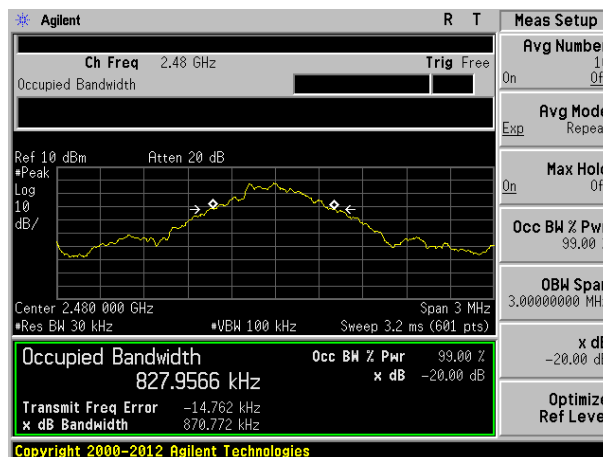 Agilent R T
Ch Freq 2.48 GHz Trig Free
Occupied Bandwidth
Ref 10 dBm Atten 20 dB
#Peak
Log
10
dB/
Center 2.480 000 GHz Span 3 MHz
#Res BW 30 kHz #VBW 100 kHz Sweep 3.2 ms (601 pts)
Occupied Bandwidth Occ BW % Pwr 99.00 %
827.9566 kHz x dB -20.00 dB
Transmit Freq Error -14.762 kHz
x dB Bandwidth 870.772 kHz
Copyright 2000-2012 Agilent Technologies
Meas Setup
Avg Number
On
Avg Mode
Exp
Max Hold
On
Occ BW % Pwr
99.00
OBW Span
3.00000000
x dB
-20.00
Optimize
Ref Level